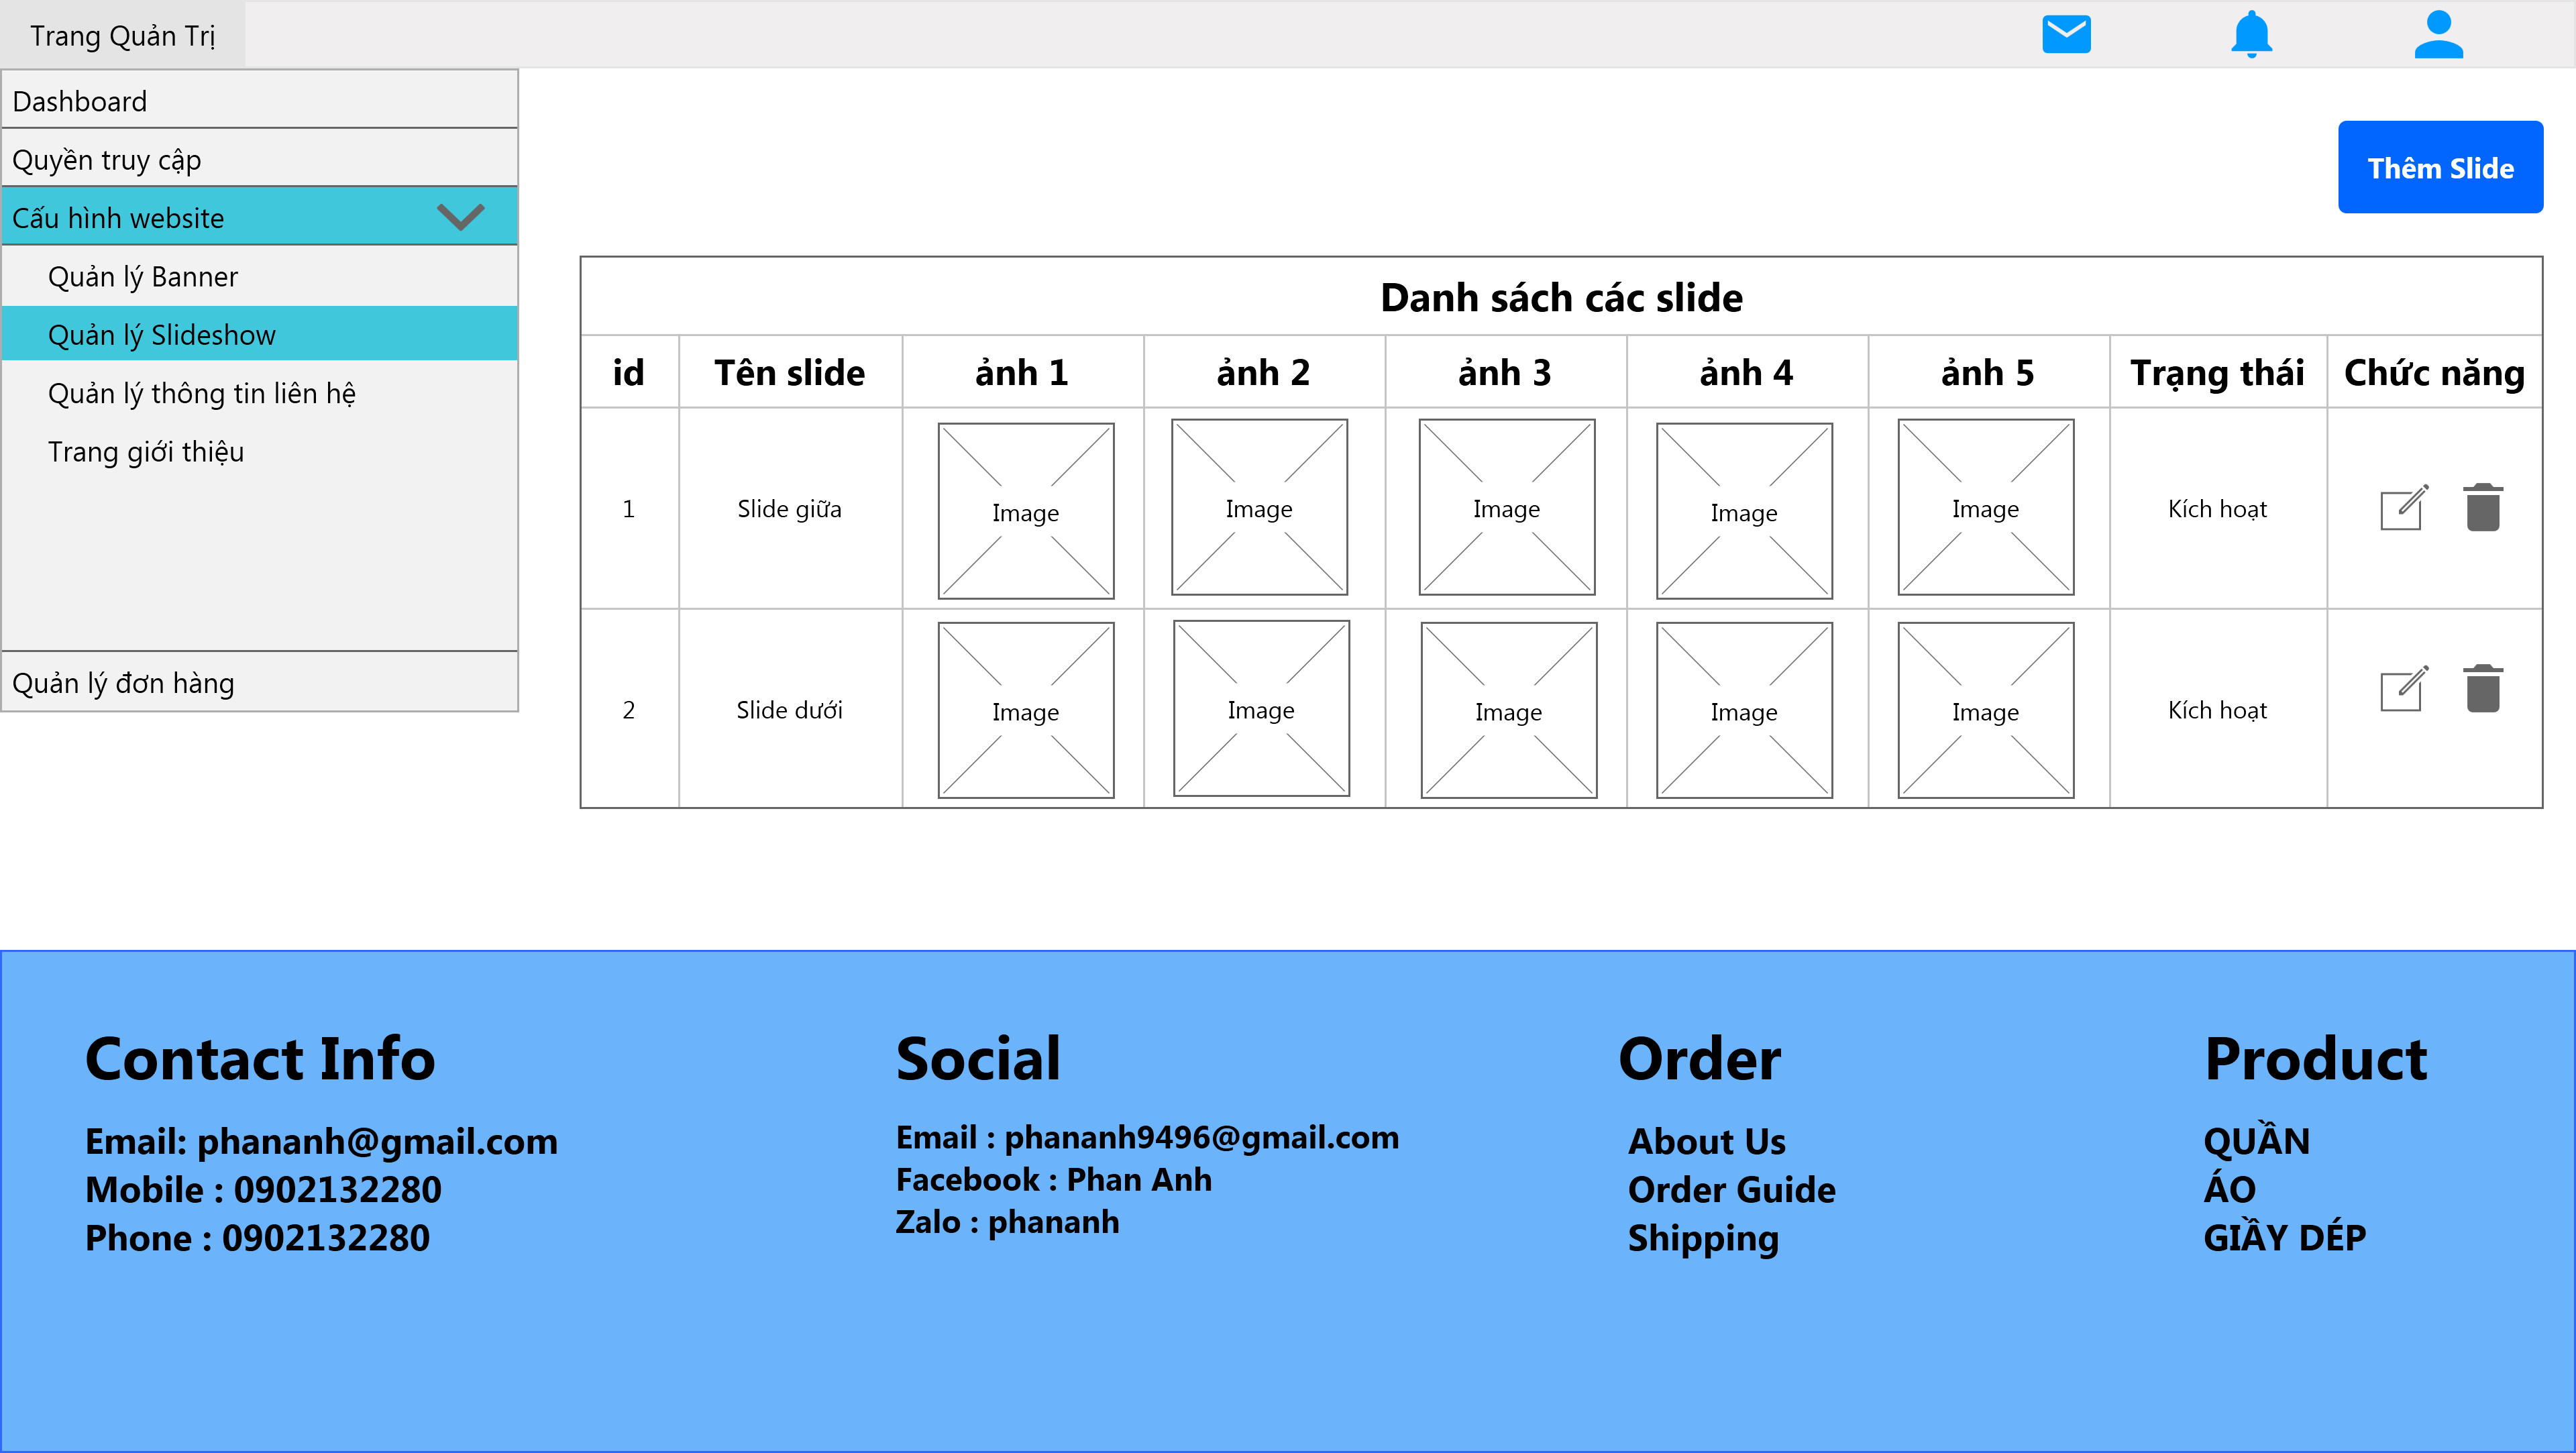 Trang Quản Trị
Dashboard
Quyền truy cập
Cấu hình website
Quản lý Banner
Quản lý Slideshow
Quản lý thông tin liên hệ
Trang giới thiệu
Quản lý đơn hàng
Thêm Slide
Danh sách các slide
id Tên slide ảnh 1 ảnh 2 ảnh 3 ảnh 4 ảnh 5 Trạng thái Chức năng
1 Slide giữa Image Image Image Image Image Kích hoạt
2 Slide dưới Image Image Image Image Image Kích hoạt
Contact Info
Email: phananh@gmail.com
Mobile : 0902132280
Phone : 0902132280
Social
Email : phananh9496@gmail.com
Facebook : Phan Anh
Zalo : phananh
Order
About Us
Order Guide
Shipping
Product
QUẦN
ÁO
GIẦY DÉP